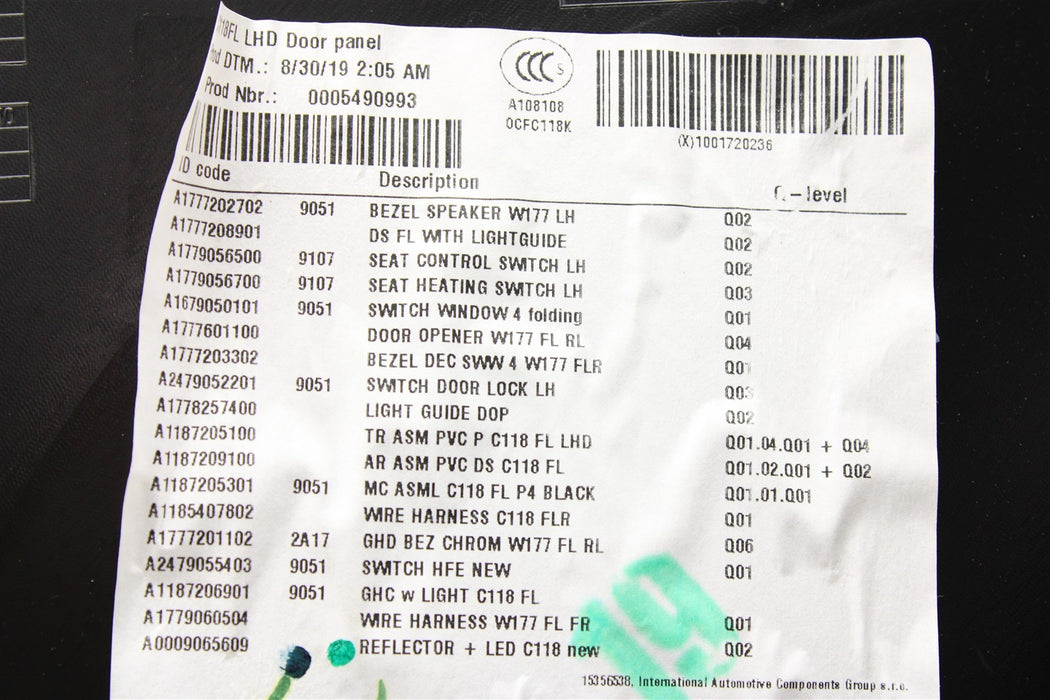 118FL LHD Door panel
DTM.: 8/30/19 2:05 AM
Prod Nbr.: 0005490993
CCC S
A108108
OCFC118K
(X)1001720236
ID code Description Q-level
A1777202702 9051 BEZEL SPEAKER W177 LH Q02
A1777208901 DS FL WITH LIGHTGUIDE Q02
A1779056500 9107 SEAT CONTROL SWITCH LH Q02
A1779056700 9107 SEAT HEATING SWITCH LH Q03
A1679050101 9051 SWITCH WINDOW 4 folding Q01
A1777601100 DOOR OPENER W177 FL RL Q04
A1777203302 BEZEL DEC SWW 4 W177 FLR Q01
A2479052201 9051 SWITCH DOOR LOCK LH Q03
A1778257400 LIGHT GUIDE DOP Q02
A1187205100 TR ASM PVC P C118 FL LHD Q01.04.Q01 + Q04
A1187209100 AR ASM PVC DS C118 FL Q01.02.Q01 + Q02
A1187205301 9051 MC ASML C118 FL P4 BLACK Q01.01.Q01
A1185407802 WIRE HARNESS C118 FLR Q01
A1777201102 2A17 GHD BEZ CHROM W177 FL RL Q06
A2479055403 9051 SWITCH HFE NEW Q01
A1187206901 9051 GHC w LIGHT C118 FL
A1779060504 WIRE HARNESS W177 FL FR Q01
A0009065609 REFLECTOR + LED C118 new Q02
15356538, International Automotive Components Group s.r.o.